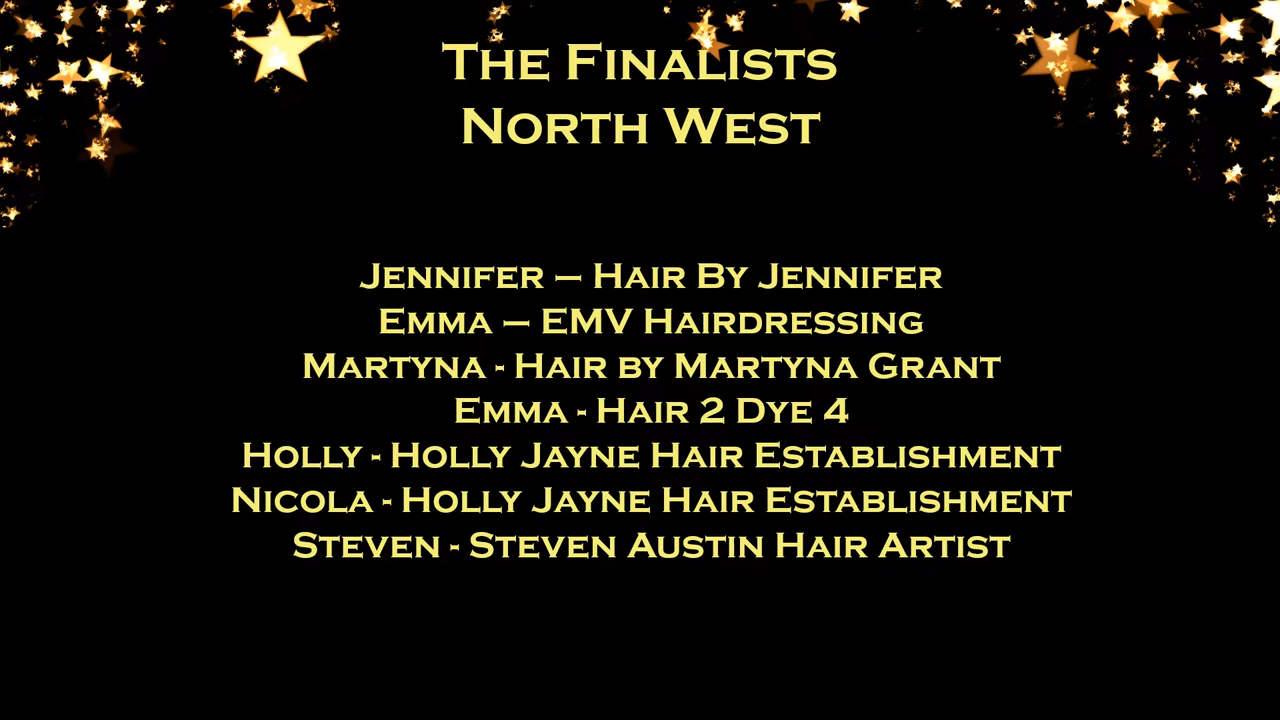 The Finalists
North West
Jennifer – Hair By Jennifer
Emma – EMV Hairdressing
Martyna - Hair by Martyna Grant
Emma - Hair 2 Dye 4
Holly - Holly Jayne Hair Establishment
Nicola - Holly Jayne Hair Establishment
Steven - Steven Austin Hair Artist